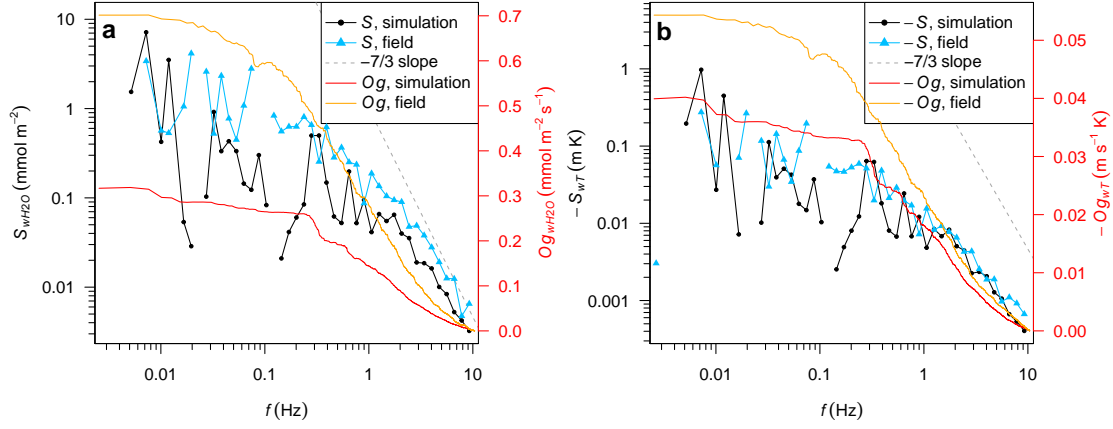 a
S, simulation
S, field
−7/3 slope
Og, simulation
Og, field
10
1
0.1
0.01
S_wH2O (mmol m−2)
0.7
0.6
0.5
0.4
0.3
0.2
0.1
0.0
Og_wH2O (mmol m−2 s−1)
0.01
0.1
1
10
f (Hz)
b
−S, simulation
−S, field
−7/3 slope
−Og, simulation
−Og, field
1
0.1
0.01
0.001
− S_wT (m K)
0.05
0.04
0.03
0.02
0.01
0.00
− Og_wT (m s−1 K)
0.01
0.1
1
10
f (Hz)